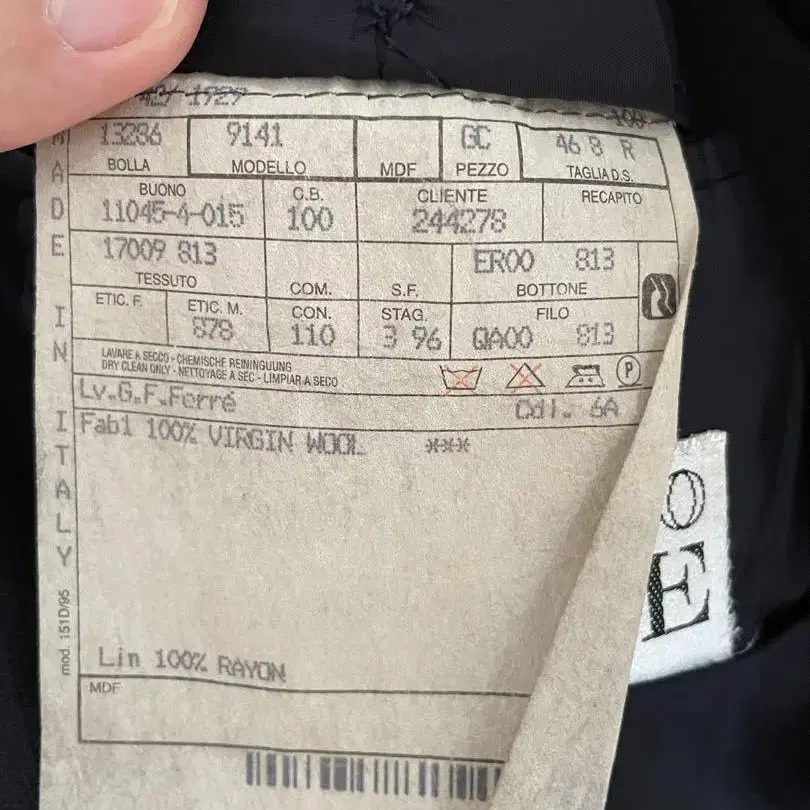 1927
13286 9141 GC 46 8 R
BOLLA MODELLO MDF PEZZO TAGLIA D.S.
BUONO C.B. CLIENTE RECAPITO
11045-4-015 100 244278
17009 813 ER00 813
TESSUTO COM. S.F. BOTTONE
ETIC. F. ETIC. M. CON. STAG. FILO
878 110 3 96 QA00 813
LAVARE A SECCO - CHEMISCHE REININGUUNG
DRY CLEAN ONLY - NETTOYAGE A SEC - LIMPIAR A SECO
P
Lv.G.F.Ferré Cdl. 6A
Fab1 100% VIRGIN WOOL ***
Lin 100% RAYON
MDF
MADE IN ITALY
mod. 151D/95
O
E